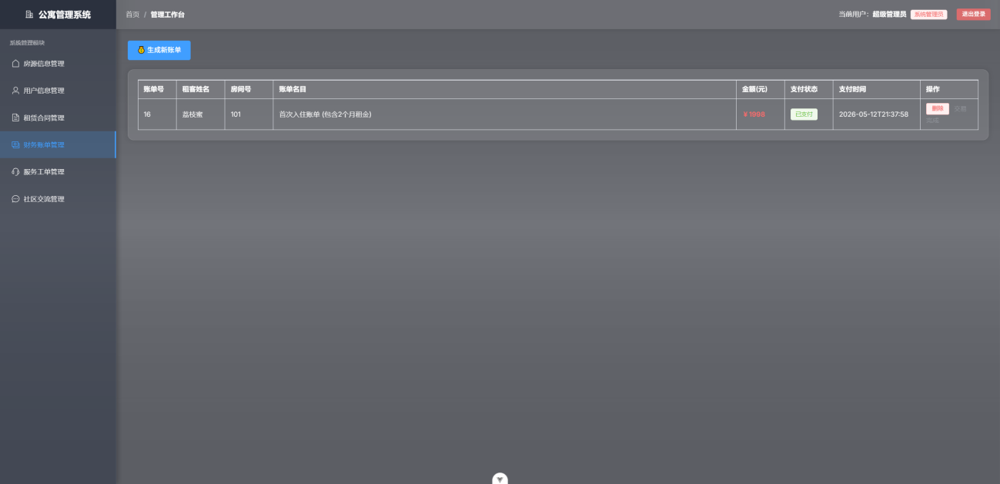 公寓管理系统
首页 / 管理工作台
当前用户: 超级管理员 系统管理员 退出登录
系统管理模块
房源信息管理
用户信息管理
租赁合同管理
财务账单管理
服务工单管理
社区交流管理
生成新账单
账单号 租客姓名 房间号 账单名目 金额(元) 支付状态 支付时间 操作
16 荔枝蜜 101 首次入住账单 (包含2个月租金) ¥1998 已支付 2026-05-12T21:37:58 删除 交易
完成